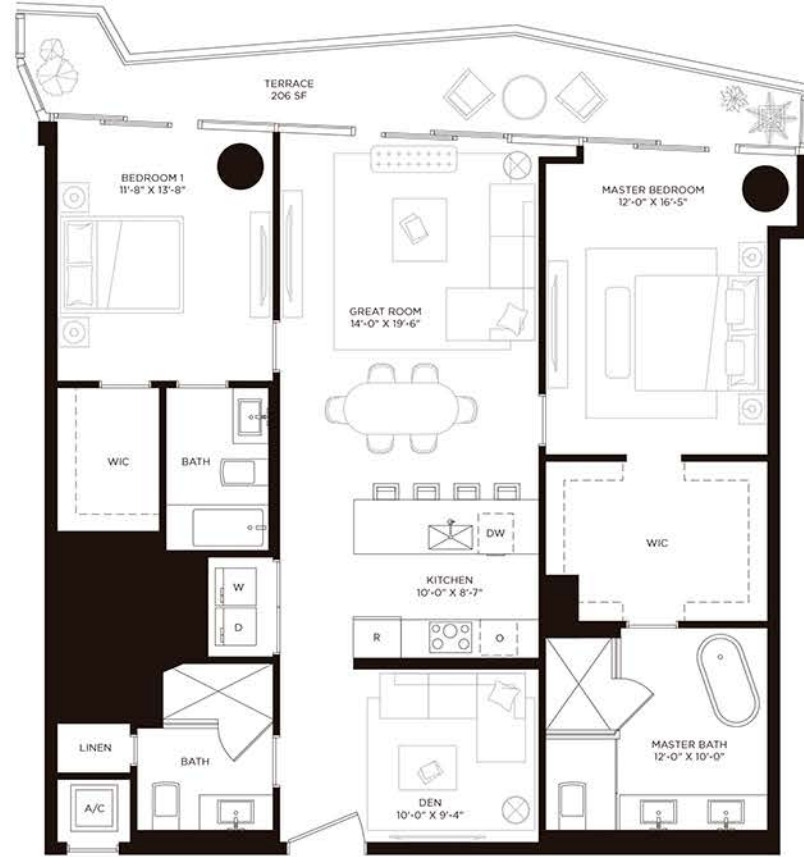 TERRACE
206 SF
BEDROOM 1
11'-8" X 13'-8"
MASTER BEDROOM
12'-0" X 16'-5"
GREAT ROOM
14'-0" X 19'-6"
WIC
BATH
WIC
DW
KITCHEN
10'-0" X 8'-7"
W
D
R
O
LINEN
BATH
MASTER BATH
12'-0" X 10'-0"
A/C
DEN
10'-0" X 9'-4"